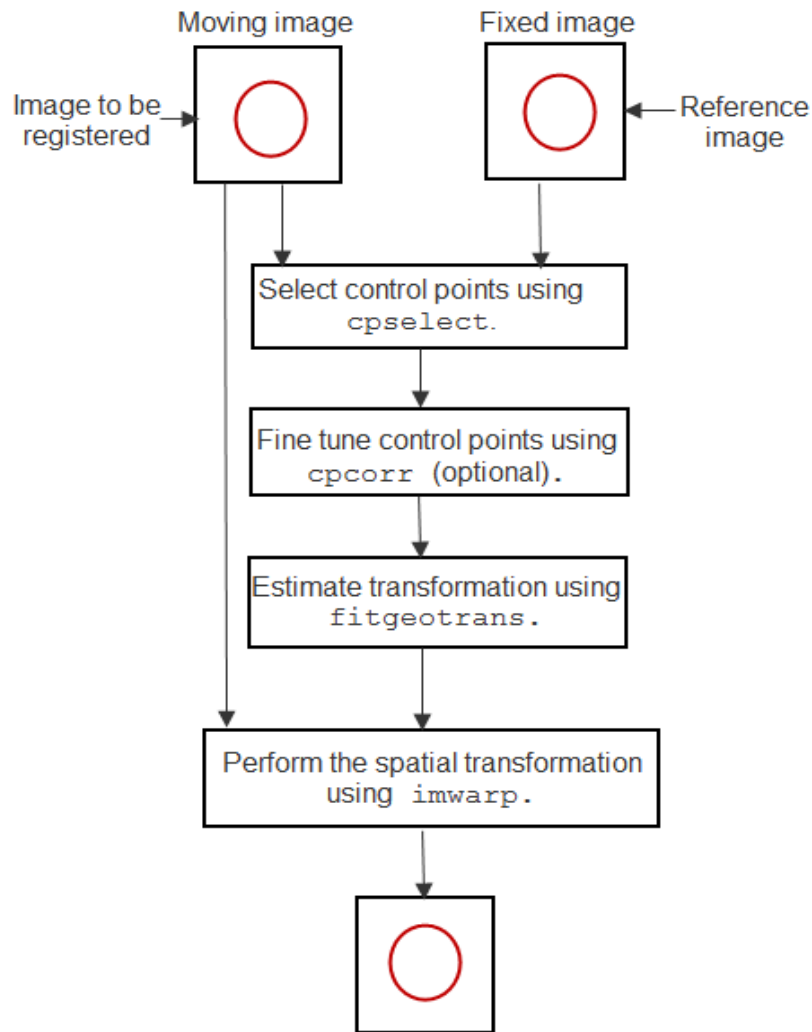 Moving image
Fixed image
Image to be
registered
Reference
image
Select control points using
cpselect.
Fine tune control points using
cpcorr (optional).
Estimate transformation using
fitgeotrans.
Perform the spatial transformation
using imwarp.